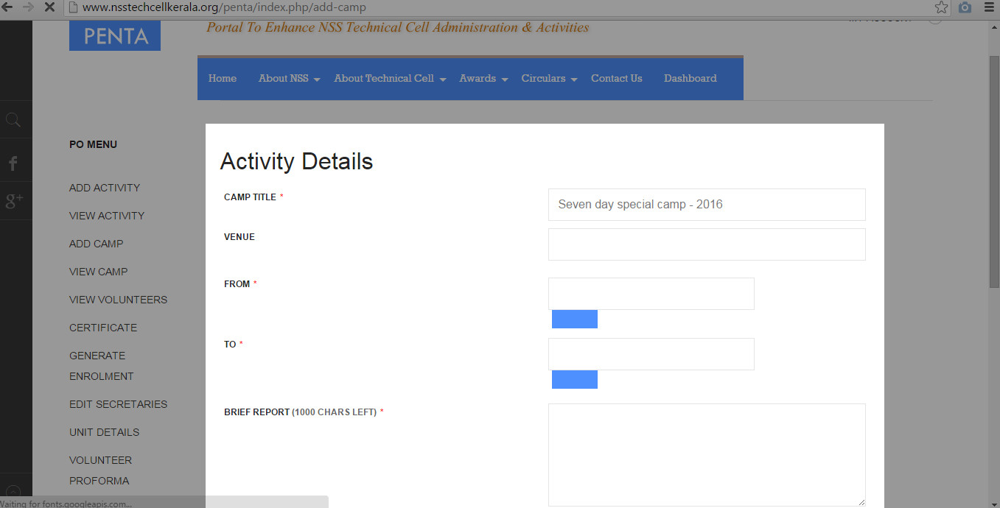 www.nsstechcellkerala.org/penta/index.php/add-camp
PENTA
Portal To Enhance NSS Technical Cell Administration & Activities
Home About NSS About Technical Cell Awards Circulars Contact Us Dashboard
PO MENU
ADD ACTIVITY
VIEW ACTIVITY
ADD CAMP
VIEW CAMP
VIEW VOLUNTEERS
CERTIFICATE
GENERATE
ENROLMENT
EDIT SECRETARIES
UNIT DETAILS
VOLUNTEER
PROFORMA
Activity Details
CAMP TITLE *
Seven day special camp - 2016
VENUE
FROM *
TO *
BRIEF REPORT (1000 CHARS LEFT) *
Waiting for fonts.googleapis.com...